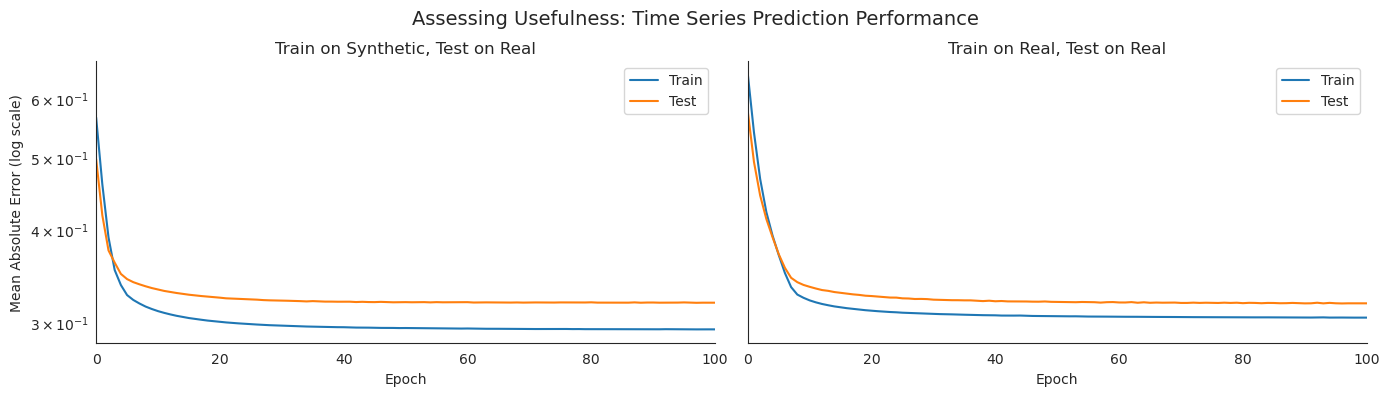 Assessing Usefulness: Time Series Prediction Performance
Train on Synthetic, Test on Real
Mean Absolute Error (log scale)
6 × 10⁻¹
5 × 10⁻¹
4 × 10⁻¹
3 × 10⁻¹
Train
Test
0 20 40 60 80 100
Epoch
Train on Real, Test on Real
Train
Test
0 20 40 60 80 100
Epoch